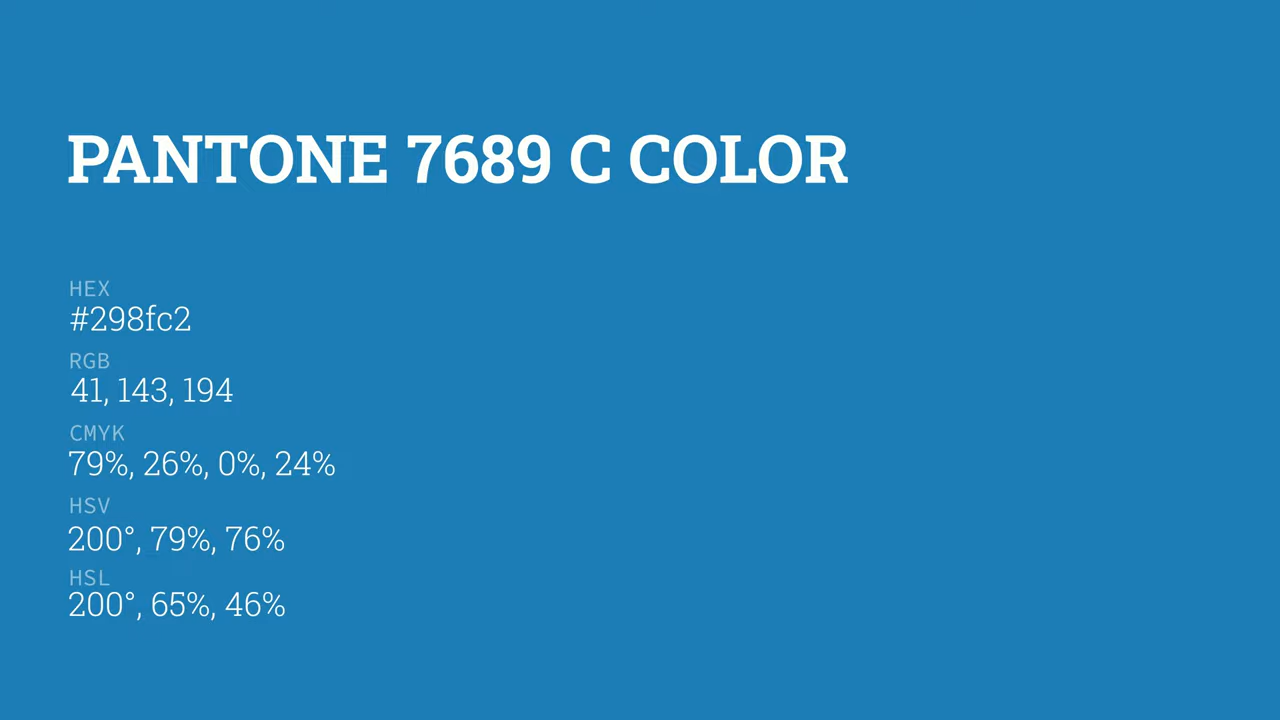 PANTONE 7689 C COLOR
HEX
#298fc2
RGB
41, 143, 194
CMYK
79%, 26%, 0%, 24%
HSV
200°, 79%, 76%
HSL
200°, 65%, 46%